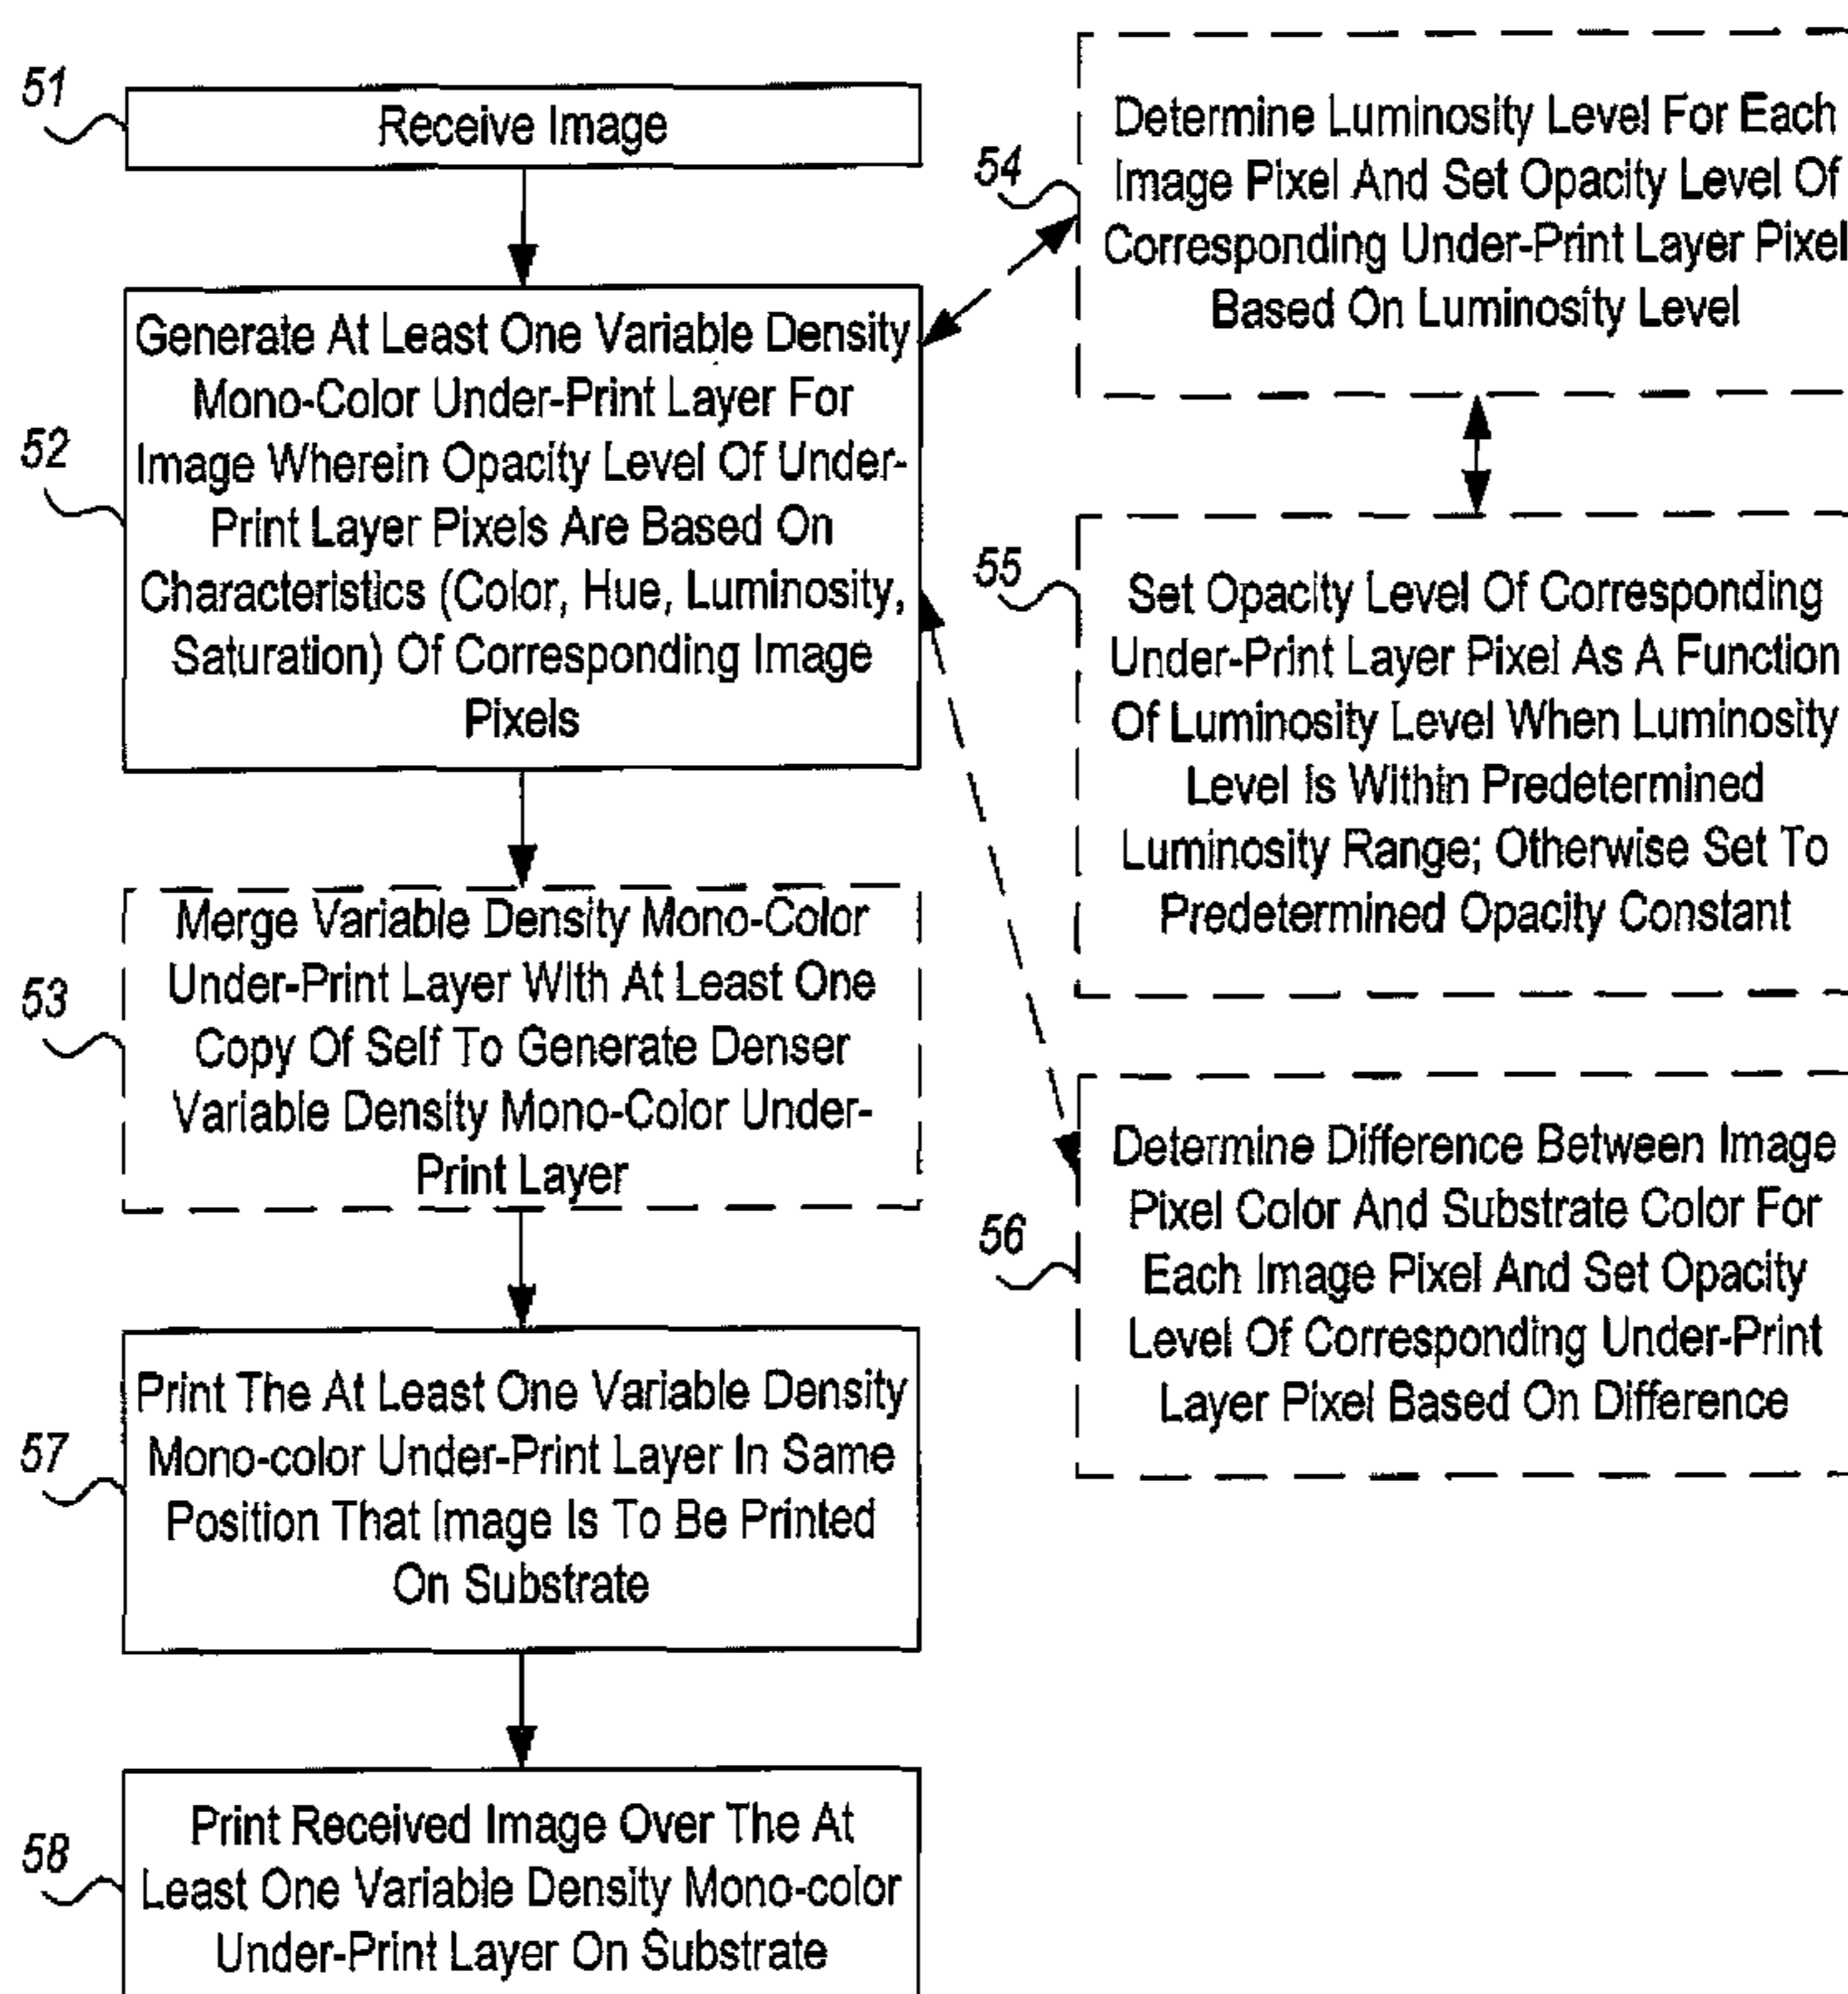 51
Receive Image
52
Generate At Least One Variable Density
Mono-Color Under-Print Layer For
Image Wherein Opacity Level Of Under-
Print Layer Pixels Are Based On
Characteristics (Color, Hue, Luminosity,
Saturation) Of Corresponding Image
Pixels
53
Merge Variable Density Mono-Color
Under-Print Layer With At Least One
Copy Of Self To Generate Denser
Variable Density Mono-Color Under-
Print Layer
57
Print The At Least One Variable Density
Mono-color Under-Print Layer In Same
Position That Image Is To Be Printed
On Substrate
58
Print Received Image Over The At
Least One Variable Density Mono-color
Under-Print Layer On Substrate
54
Determine Luminosity Level For Each
Image Pixel And Set Opacity Level Of
Corresponding Under-Print Layer Pixel
Based On Luminosity Level
55
Set Opacity Level Of Corresponding
Under-Print Layer Pixel As A Function
Of Luminosity Level When Luminosity
Level Is Within Predetermined
Luminosity Range; Otherwise Set To
Predetermined Opacity Constant
56
Determine Difference Between Image
Pixel Color And Substrate Color For
Each Image Pixel And Set Opacity
Level Of Corresponding Under-Print
Layer Pixel Based On Difference